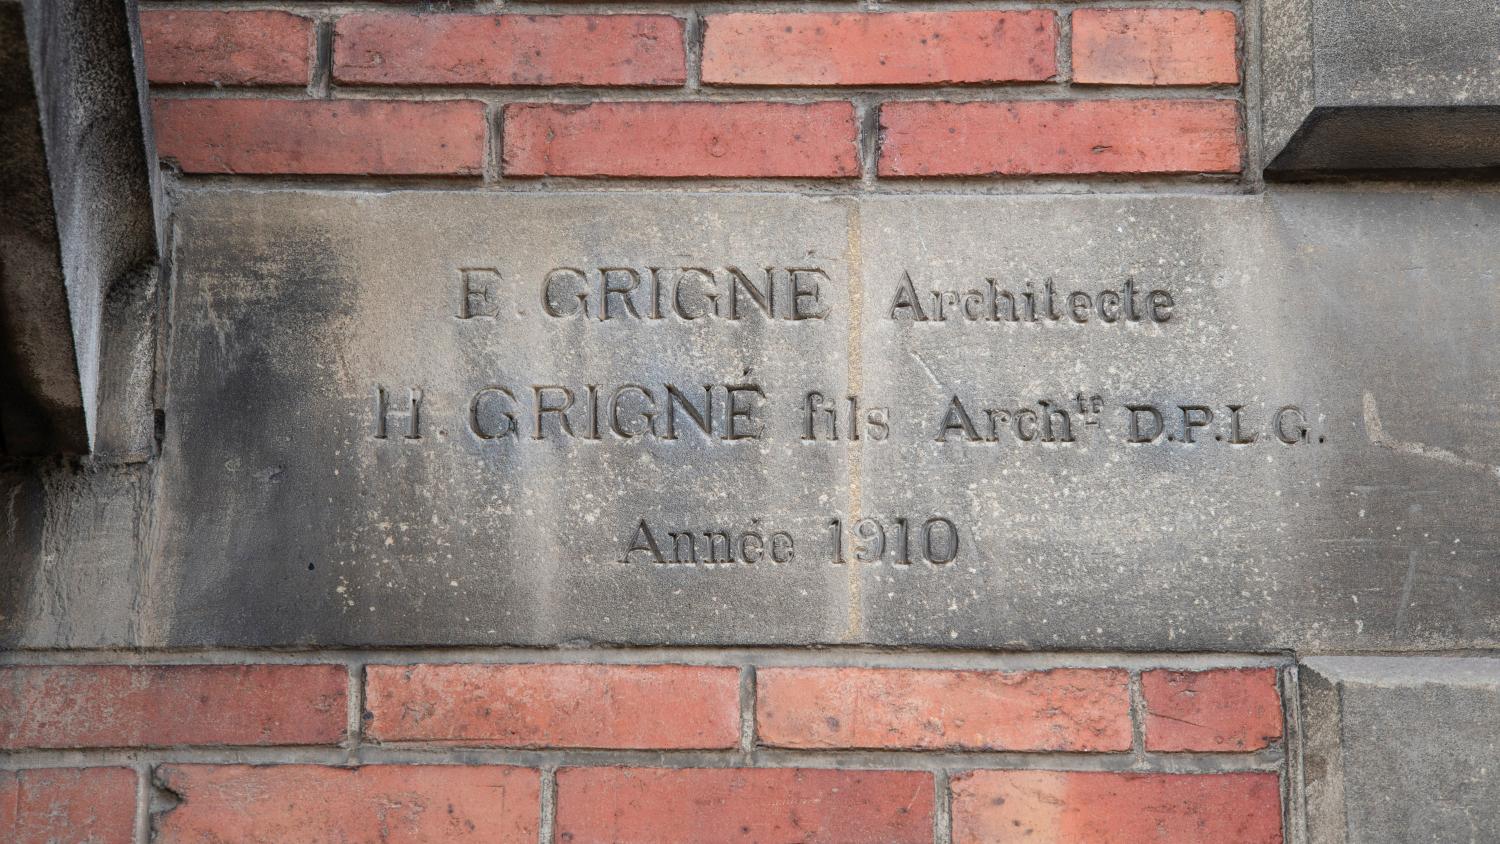 E. GRIGNÉ Architecte
H. GRIGNÉ fils Archte D.P.L.G.
Année 1910